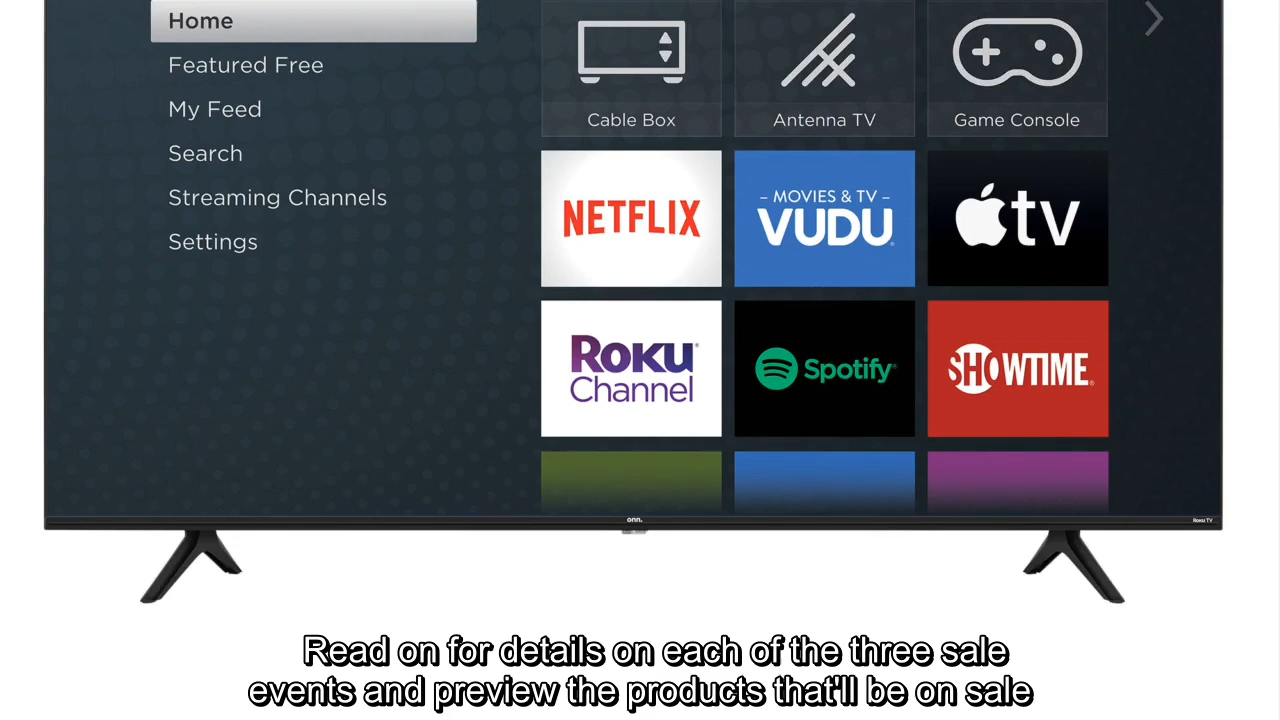 Home
Featured Free
My Feed
Search
Streaming Channels
Settings
Cable Box
Antenna TV
Game Console
NETFLIX
– MOVIES & TV –
VUDU
tv
Roku
Channel
Spotify
SHOWTIME
onn.
Roku TV
Read on for details on each of the three sale
events and preview the products that'll be on sale